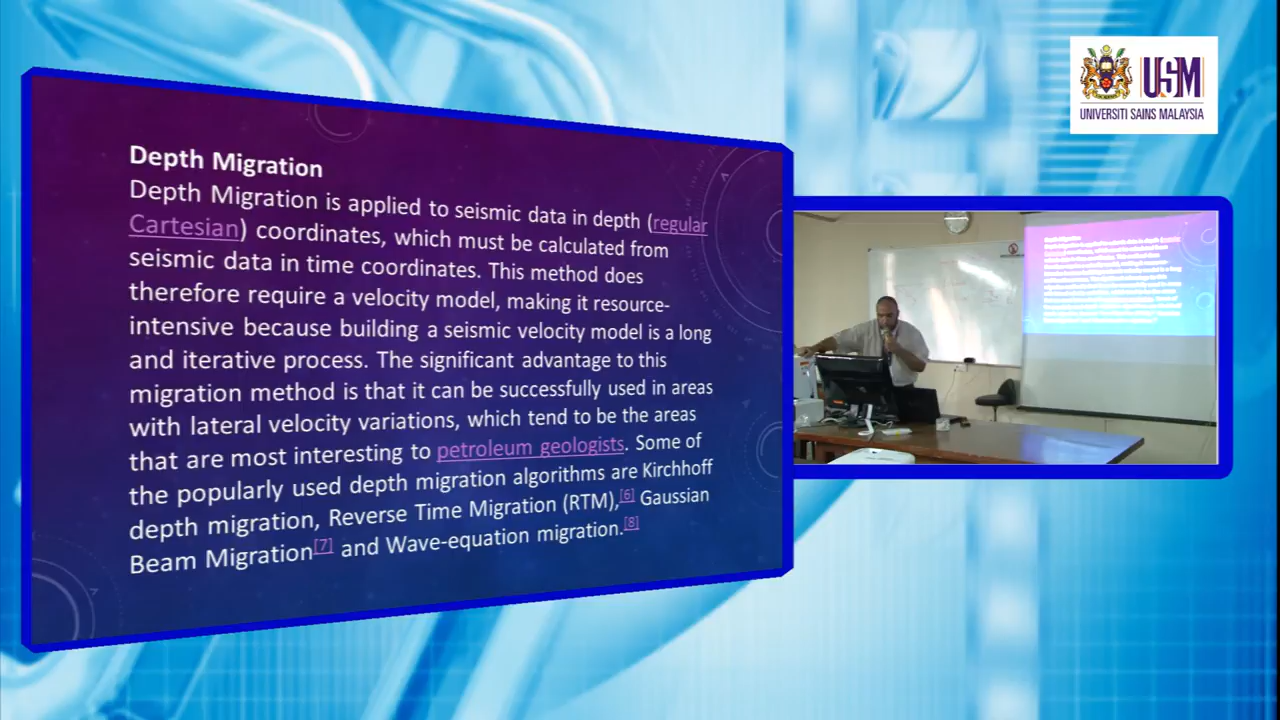 Depth Migration
Depth Migration is applied to seismic data in depth (regular
Cartesian) coordinates, which must be calculated from
seismic data in time coordinates. This method does
therefore require a velocity model, making it resource-
intensive because building a seismic velocity model is a long
and iterative process. The significant advantage to this
migration method is that it can be successfully used in areas
with lateral velocity variations, which tend to be the areas
that are most interesting to petroleum geologists. Some of
the popularly used depth migration algorithms are Kirchhoff
depth migration, Reverse Time Migration (RTM),[6] Gaussian
Beam Migration[7] and Wave-equation migration.[8]
USM
UNIVERSITI SAINS MALAYSIA